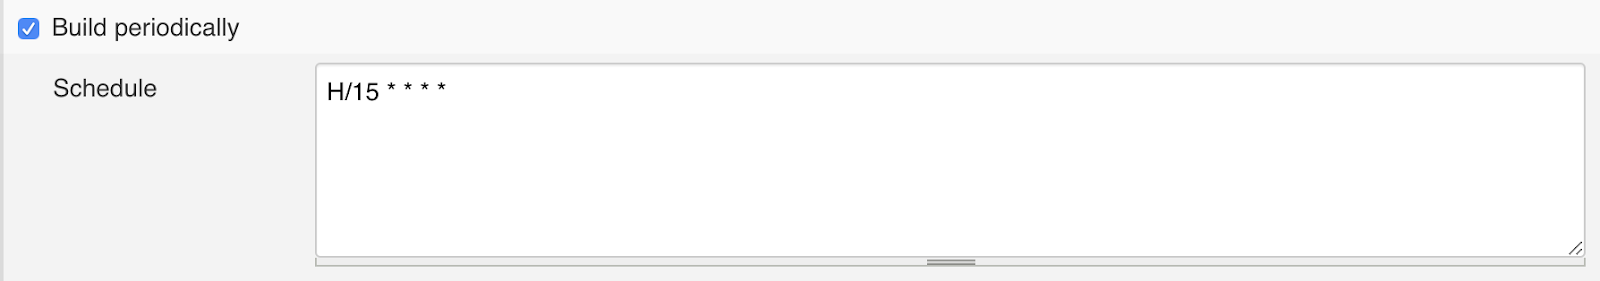 Build periodically
Schedule
H/15 * * * *